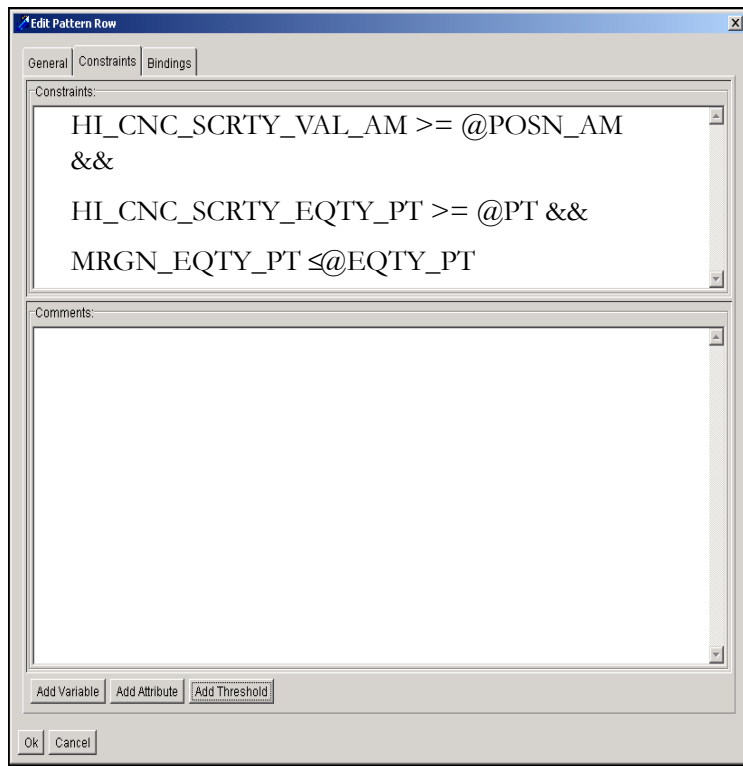 Edit Pattern Row
General Constraints Bindings
Constraints:
HI_CNC_SCRTY_VAL_AM >= @POSN_AM
&&
HI_CNC_SCRTY_EQTY_PT >= @PT &&
MRGN_EQTY_PT ≤@EQTY_PT
Comments:
Add Variable Add Attribute Add Threshold
Ok Cancel